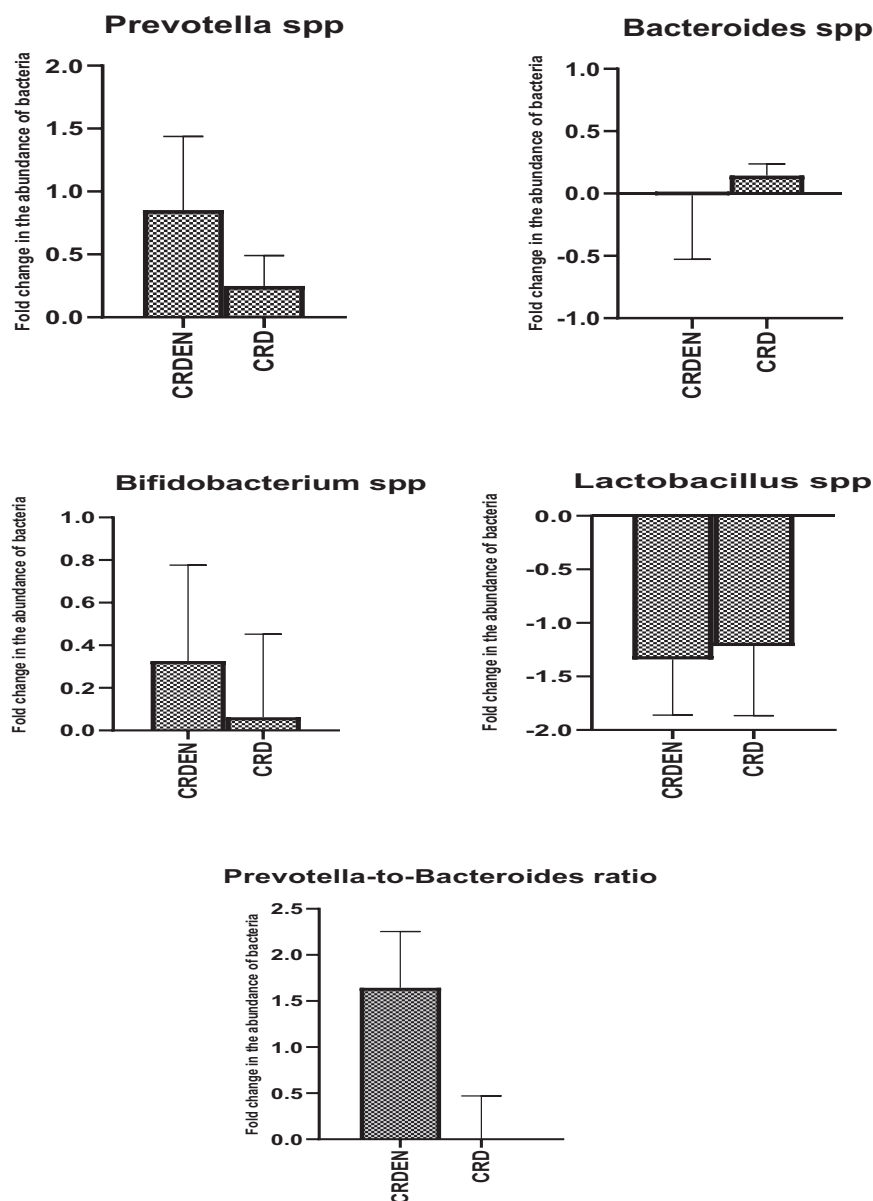 Prevotella spp
Fold change in the abundance of bacteria
2.0
1.5
1.0
0.5
0.0
CRDEN
CRD
Bacteroides spp
Fold change in the abundance of bacteria
1.0
0.5
0.0
-0.5
-1.0
CRDEN
CRD
Bifidobacterium spp
Fold change in the abundance of bacteria
1.0
0.8
0.6
0.4
0.2
0.0
CRDEN
CRD
Lactobacillus spp
Fold change in the abundance of bacteria
0.0
-0.5
-1.0
-1.5
-2.0
CRDEN
CRD
Prevotella-to-Bacteroides ratio
Fold change in the abundance of bacteria
2.5
2.0
1.5
1.0
0.5
0.0
CRDEN
CRD